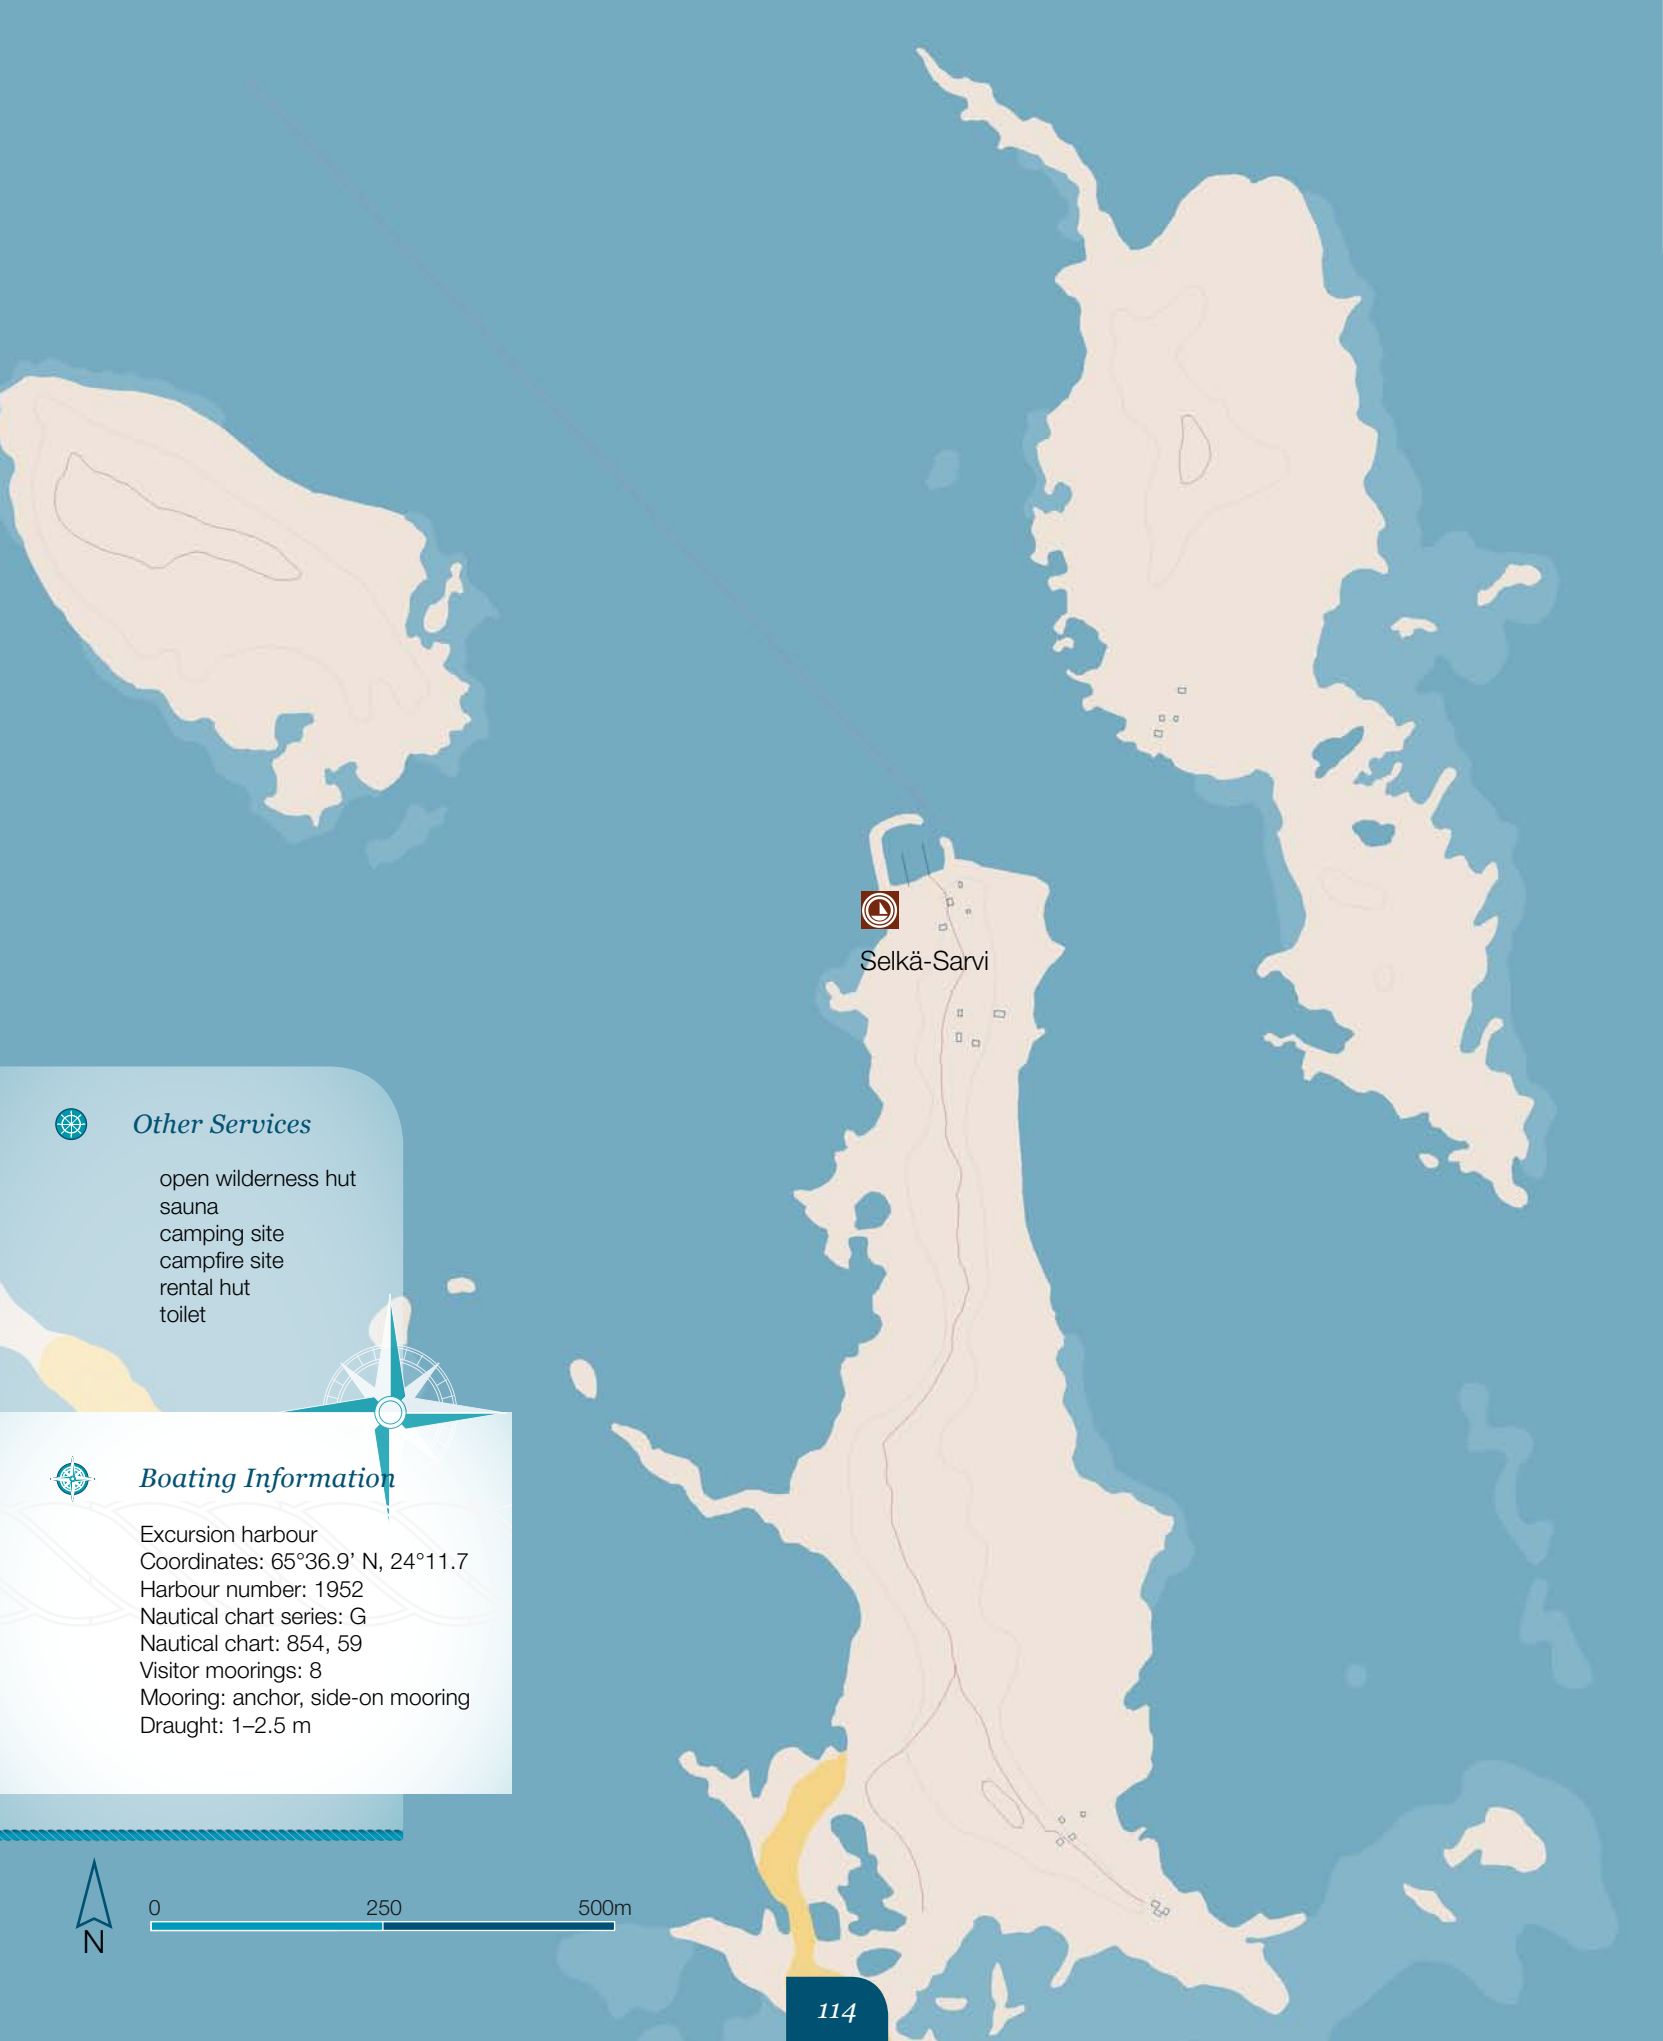 Selkä-Sarvi
Other Services
open wilderness hut
sauna
camping site
campfire site
rental hut
toilet
Boating Information
Excursion harbour
Coordinates: 65°36.9’ N, 24°11.7
Harbour number: 1952
Nautical chart series: G
Nautical chart: 854, 59
Visitor moorings: 8
Mooring: anchor, side-on mooring
Draught: 1–2.5 m
0 250 500m
N
114